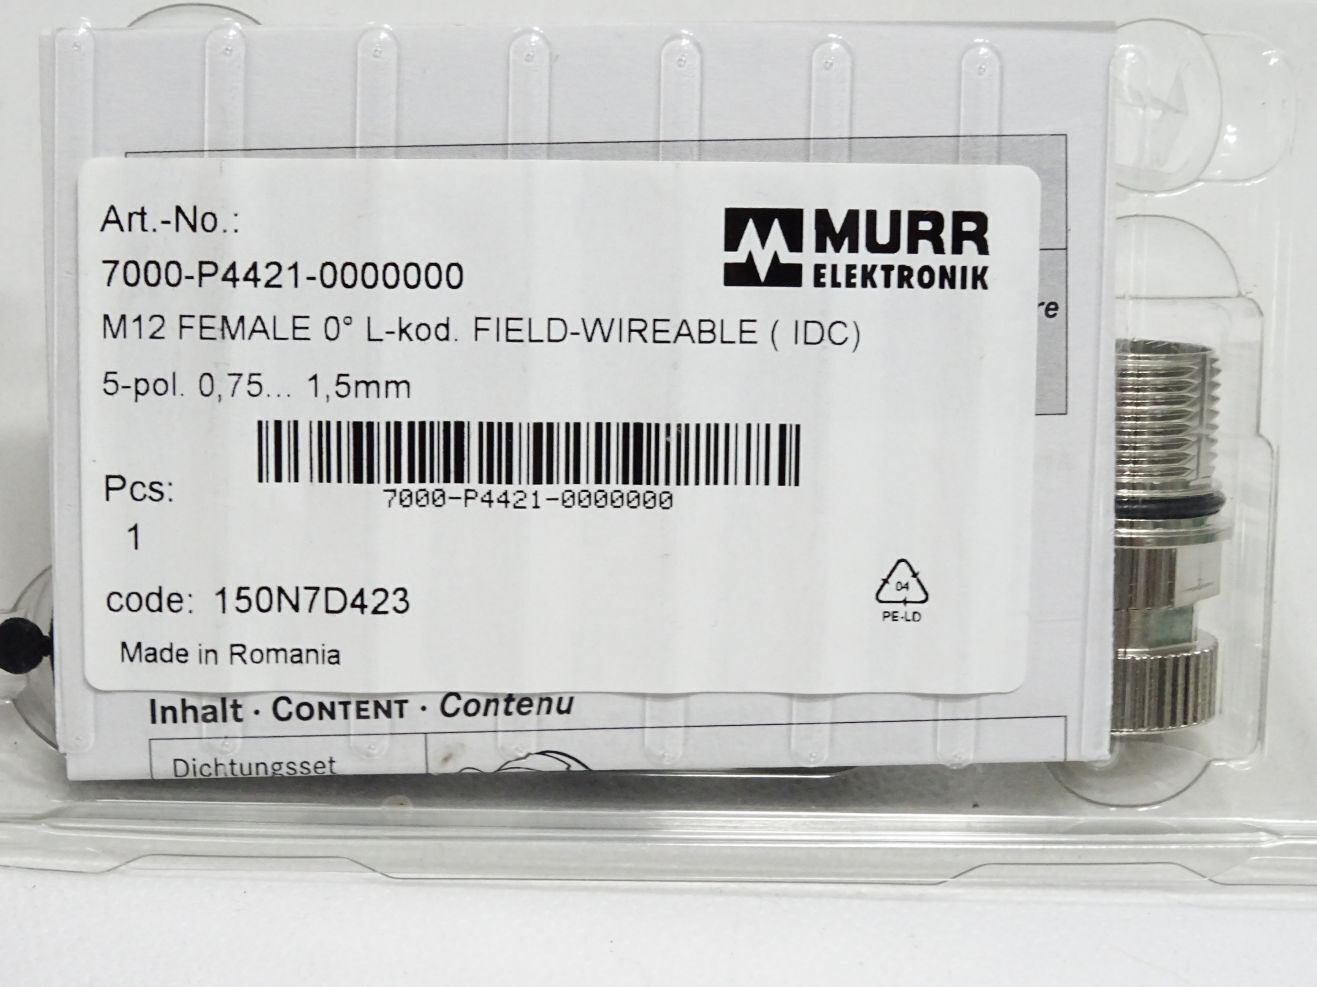 Art.-No.:
7000-P4421-0000000
M12 FEMALE 0° L-kod. FIELD-WIREABLE ( IDC)
5-pol. 0,75... 1,5mm
MURR
ELEKTRONIK
re
7000-P4421-0000000
Pcs:
1
code: 150N7D423
Made in Romania
04
PE-LD
Inhalt · CONTENT · Contenu
Dichtungsset